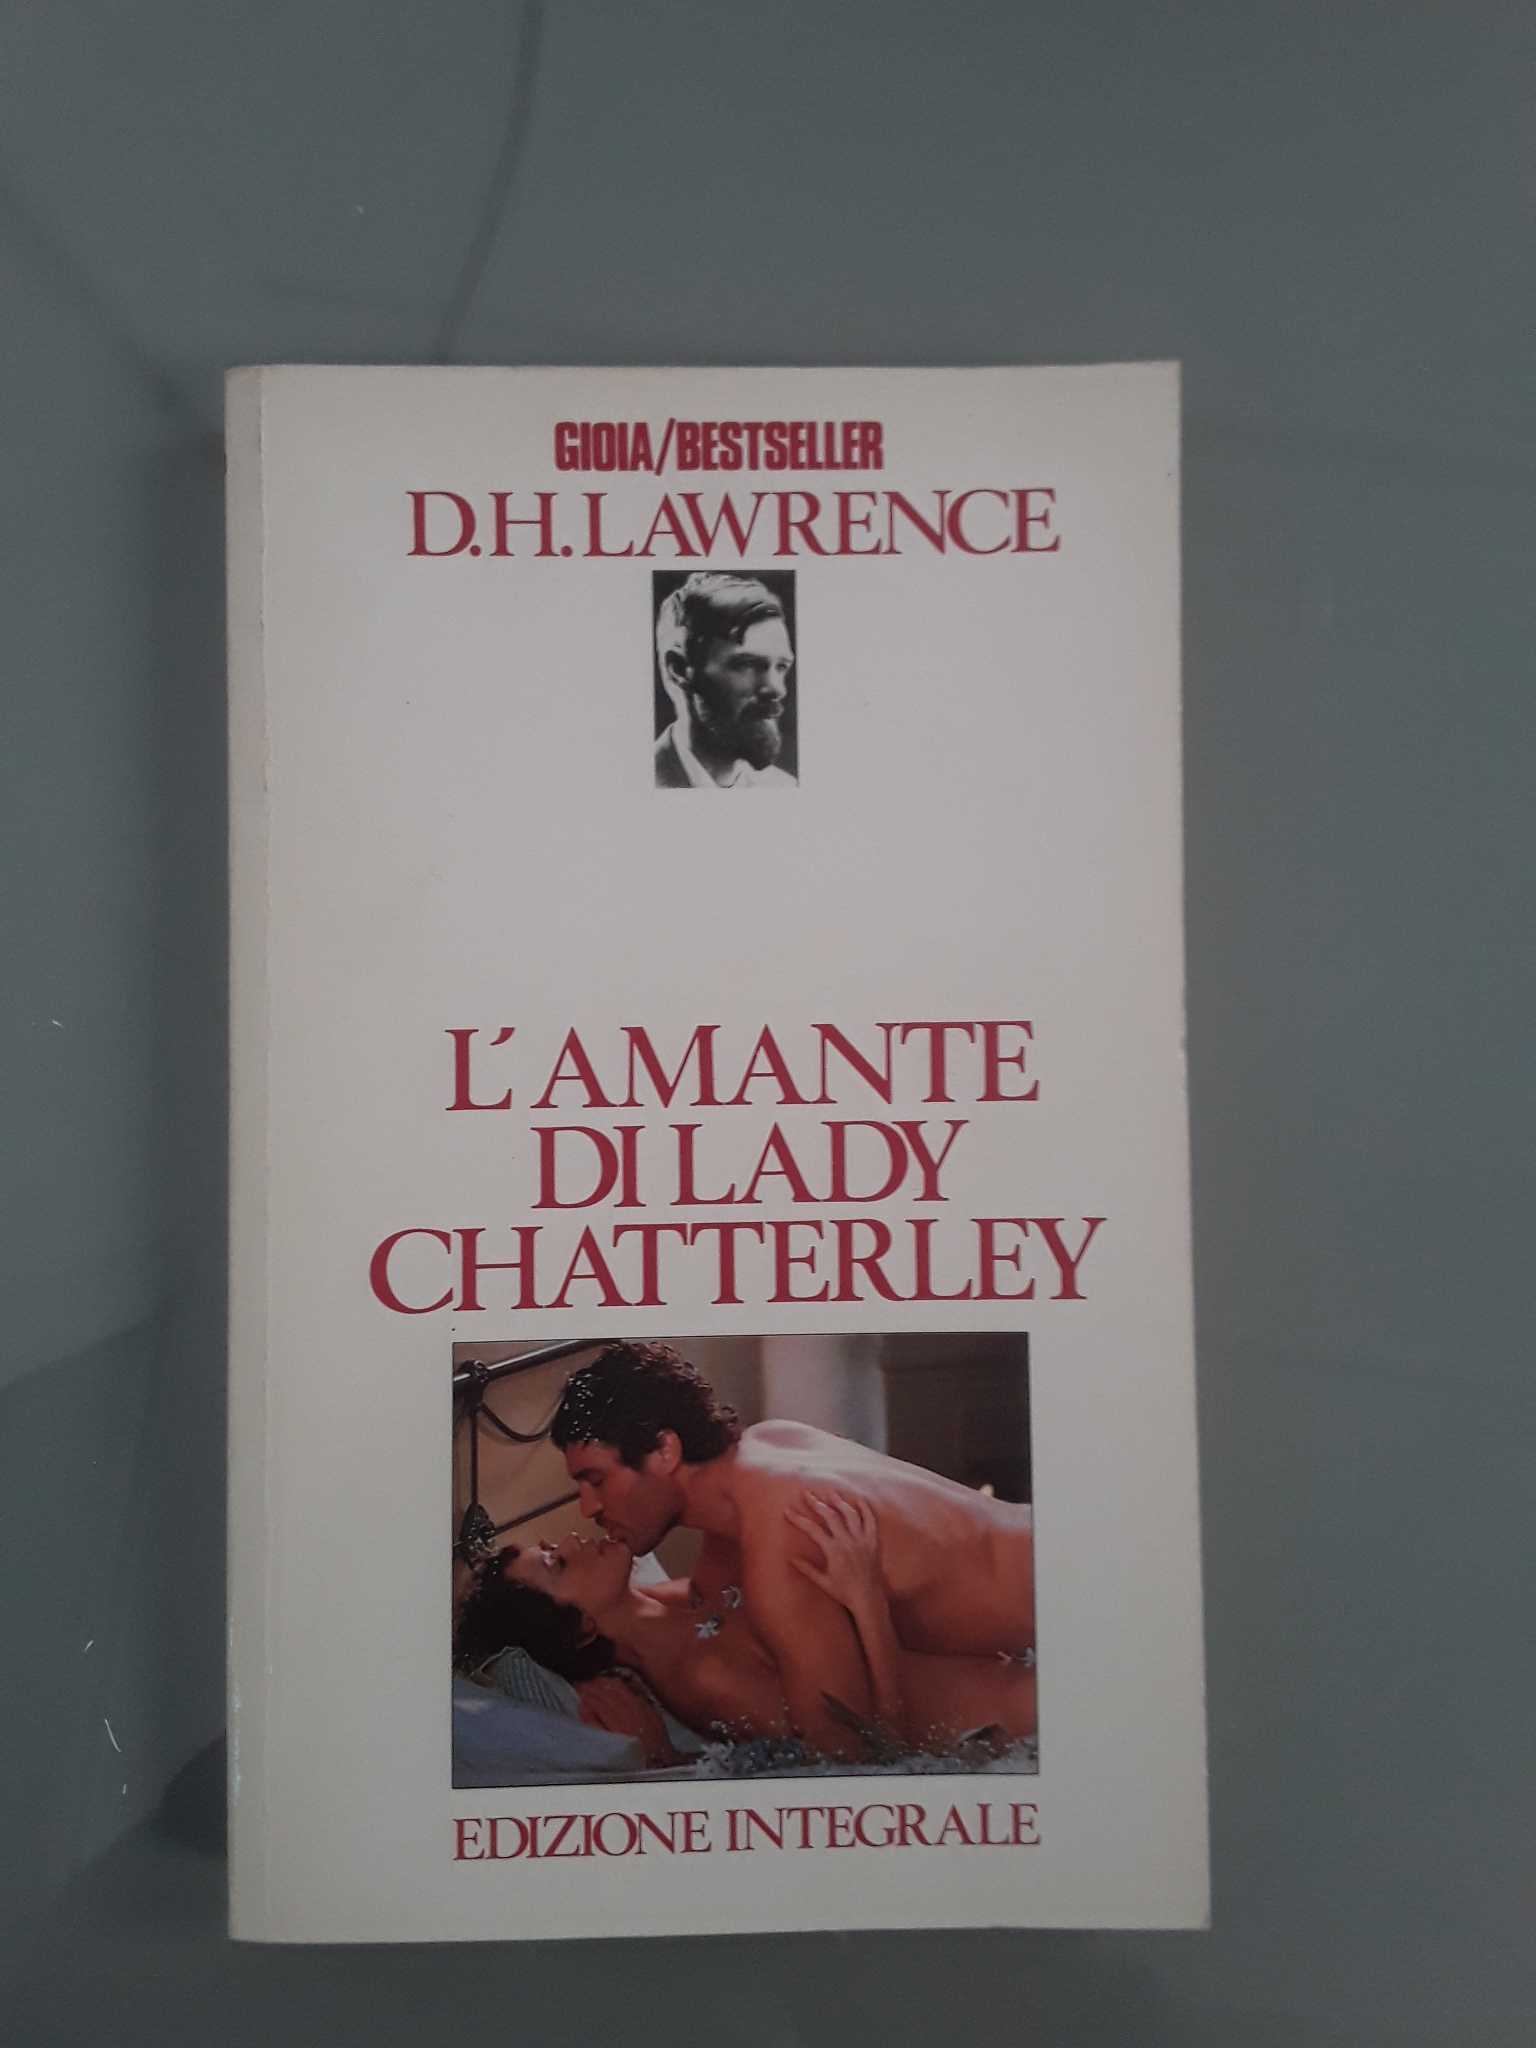 GIOIA/BESTSELLER
D.H.LAWRENCE
L'AMANTE
DI LADY
CHATTERLEY
EDIZIONE INTEGRALE